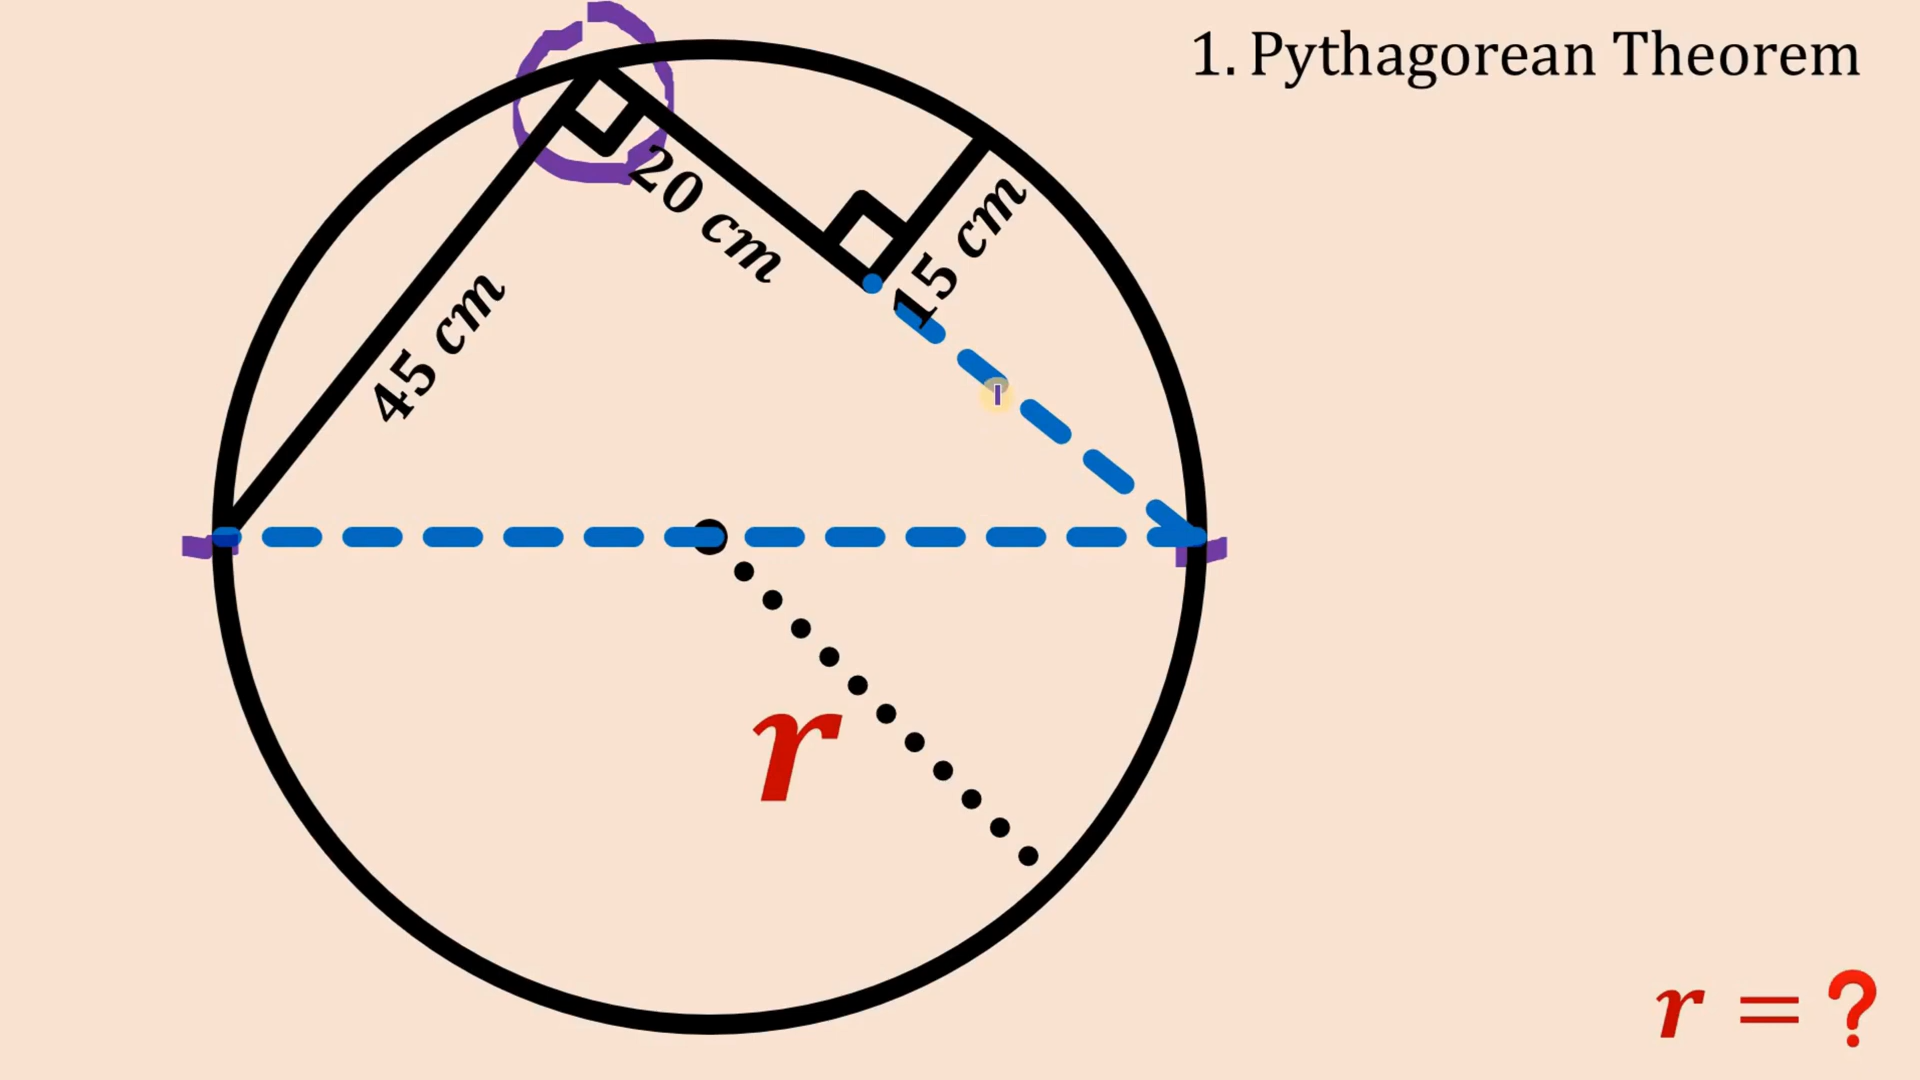 1. Pythagorean Theorem
20 cm
15 cm
45 cm
r
r = ?